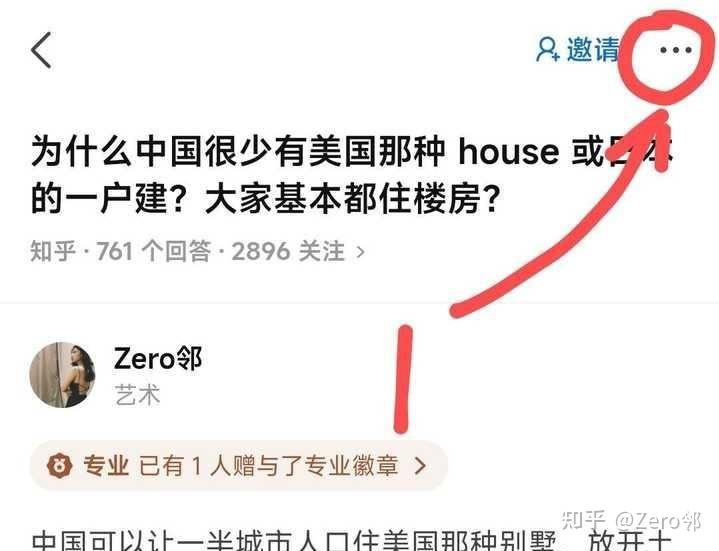 邀请
为什么中国很少有美国那种 house 或日本
的一户建？大家基本都住楼房？
知乎 · 761 个回答 · 2896 关注 >
Zero邻
艺术
专业 已有 1 人赠与了专业徽章 >
中国可以让一半城市人口住美国那种别墅，放开土
知乎 @Zero邻